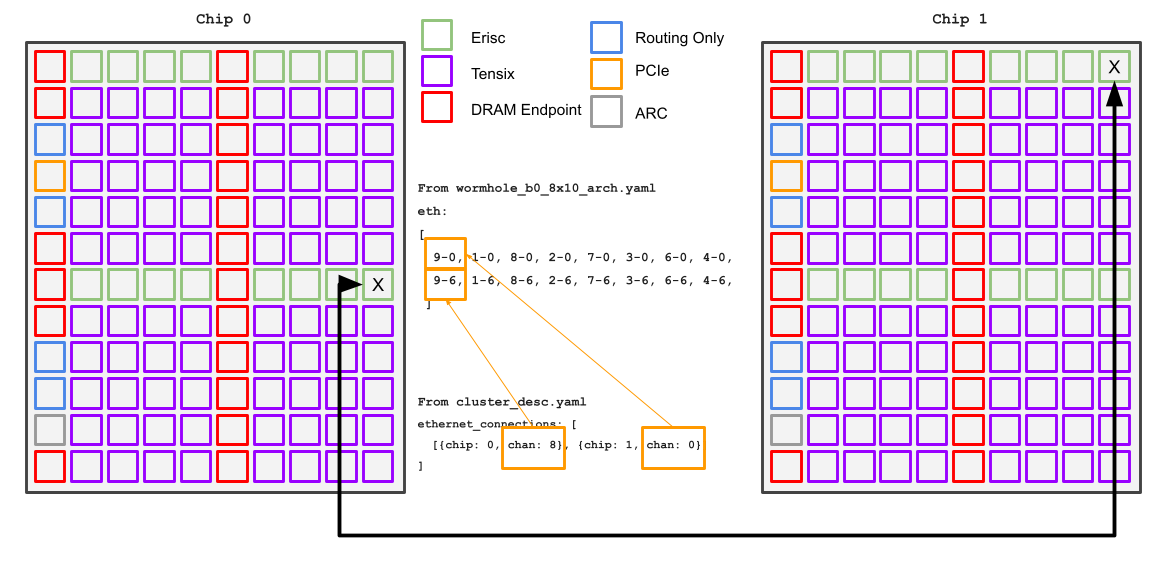 Chip 0
Chip 1
Erisc
Routing Only
Tensix
PCIe
DRAM Endpoint
ARC
X
From wormhole_b0_8x10_arch.yaml
eth:
[
9-0, 1-0, 8-0, 2-0, 7-0, 3-0, 6-0, 4-0,
9-6, 1-6, 8-6, 2-6, 7-6, 3-6, 6-6, 4-6,
]
X
From cluster_desc.yaml
ethernet_connections: [
[{chip: 0, chan: 8}, {chip: 1, chan: 0}
]